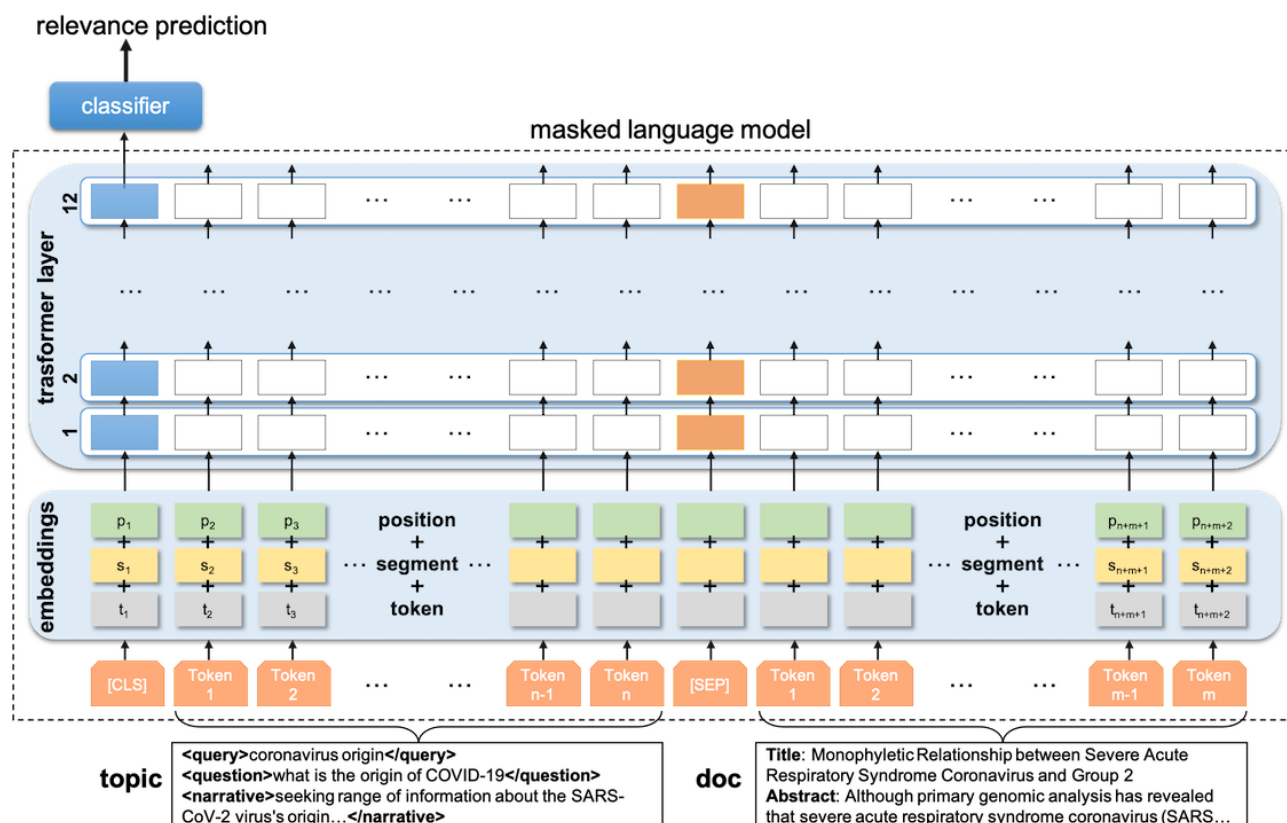 relevance prediction
classifier
masked language model
trasformer layer
12
... ... ... ...
... ... ... ... ... ... ... ... ... ... ... ... ... ...
2
... ... ... ...
1
... ... ... ...
embeddings
p1 p2 p3 position position pn+m+1 pn+m+2
+ + + + + + + + + + + +
s1 s2 s3 ... segment ... ... segment ... sn+m+1 sn+m+2
+ + + + + + + + + + + +
t1 t2 t3 token token tn+m+1 tn+m+2
[CLS] Token 1 Token 2 ... ... Token n-1 Token n [SEP] Token 1 Token 2 ... ... Token m-1 Token m
topic
<query>coronavirus origin</query>
<question>what is the origin of COVID-19</question>
<narrative>seeking range of information about the SARS-
CoV-2 virus's origin...</narrative>
doc
Title: Monophyletic Relationship between Severe Acute
Respiratory Syndrome Coronavirus and Group 2
Abstract: Although primary genomic analysis has revealed
that severe acute respiratory syndrome coronavirus (SARS...